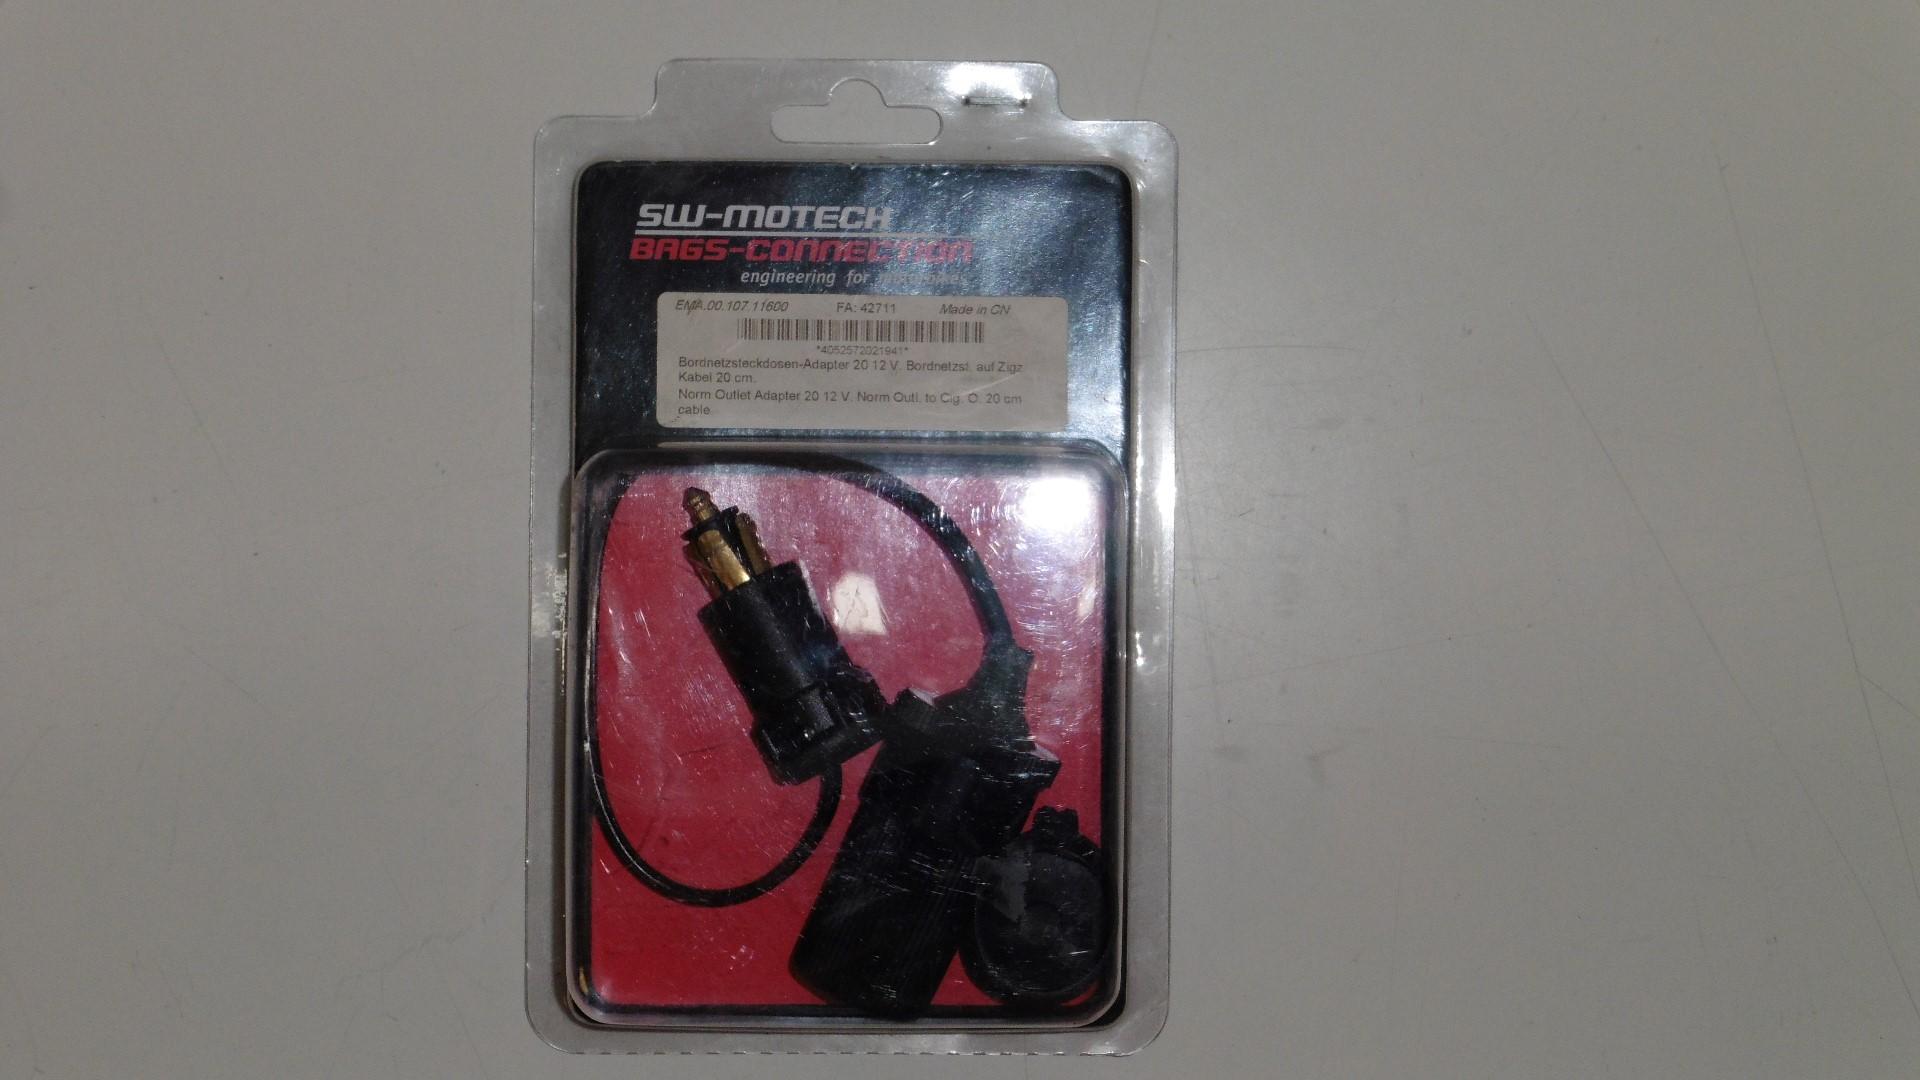 SW-MOTECH
BAGS-CONNECTION
engineering for motorbikes
EMA.00.107.11600 FA: 42711 Made in CN
*4052572021941*
Bordnetzsteckdosen-Adapter 20 12 V. Bordnetzst. auf Zigz
Kabel 20 cm.
Norm Outlet Adapter 20 12 V. Norm Outl. to Cig. O. 20 cm
cable